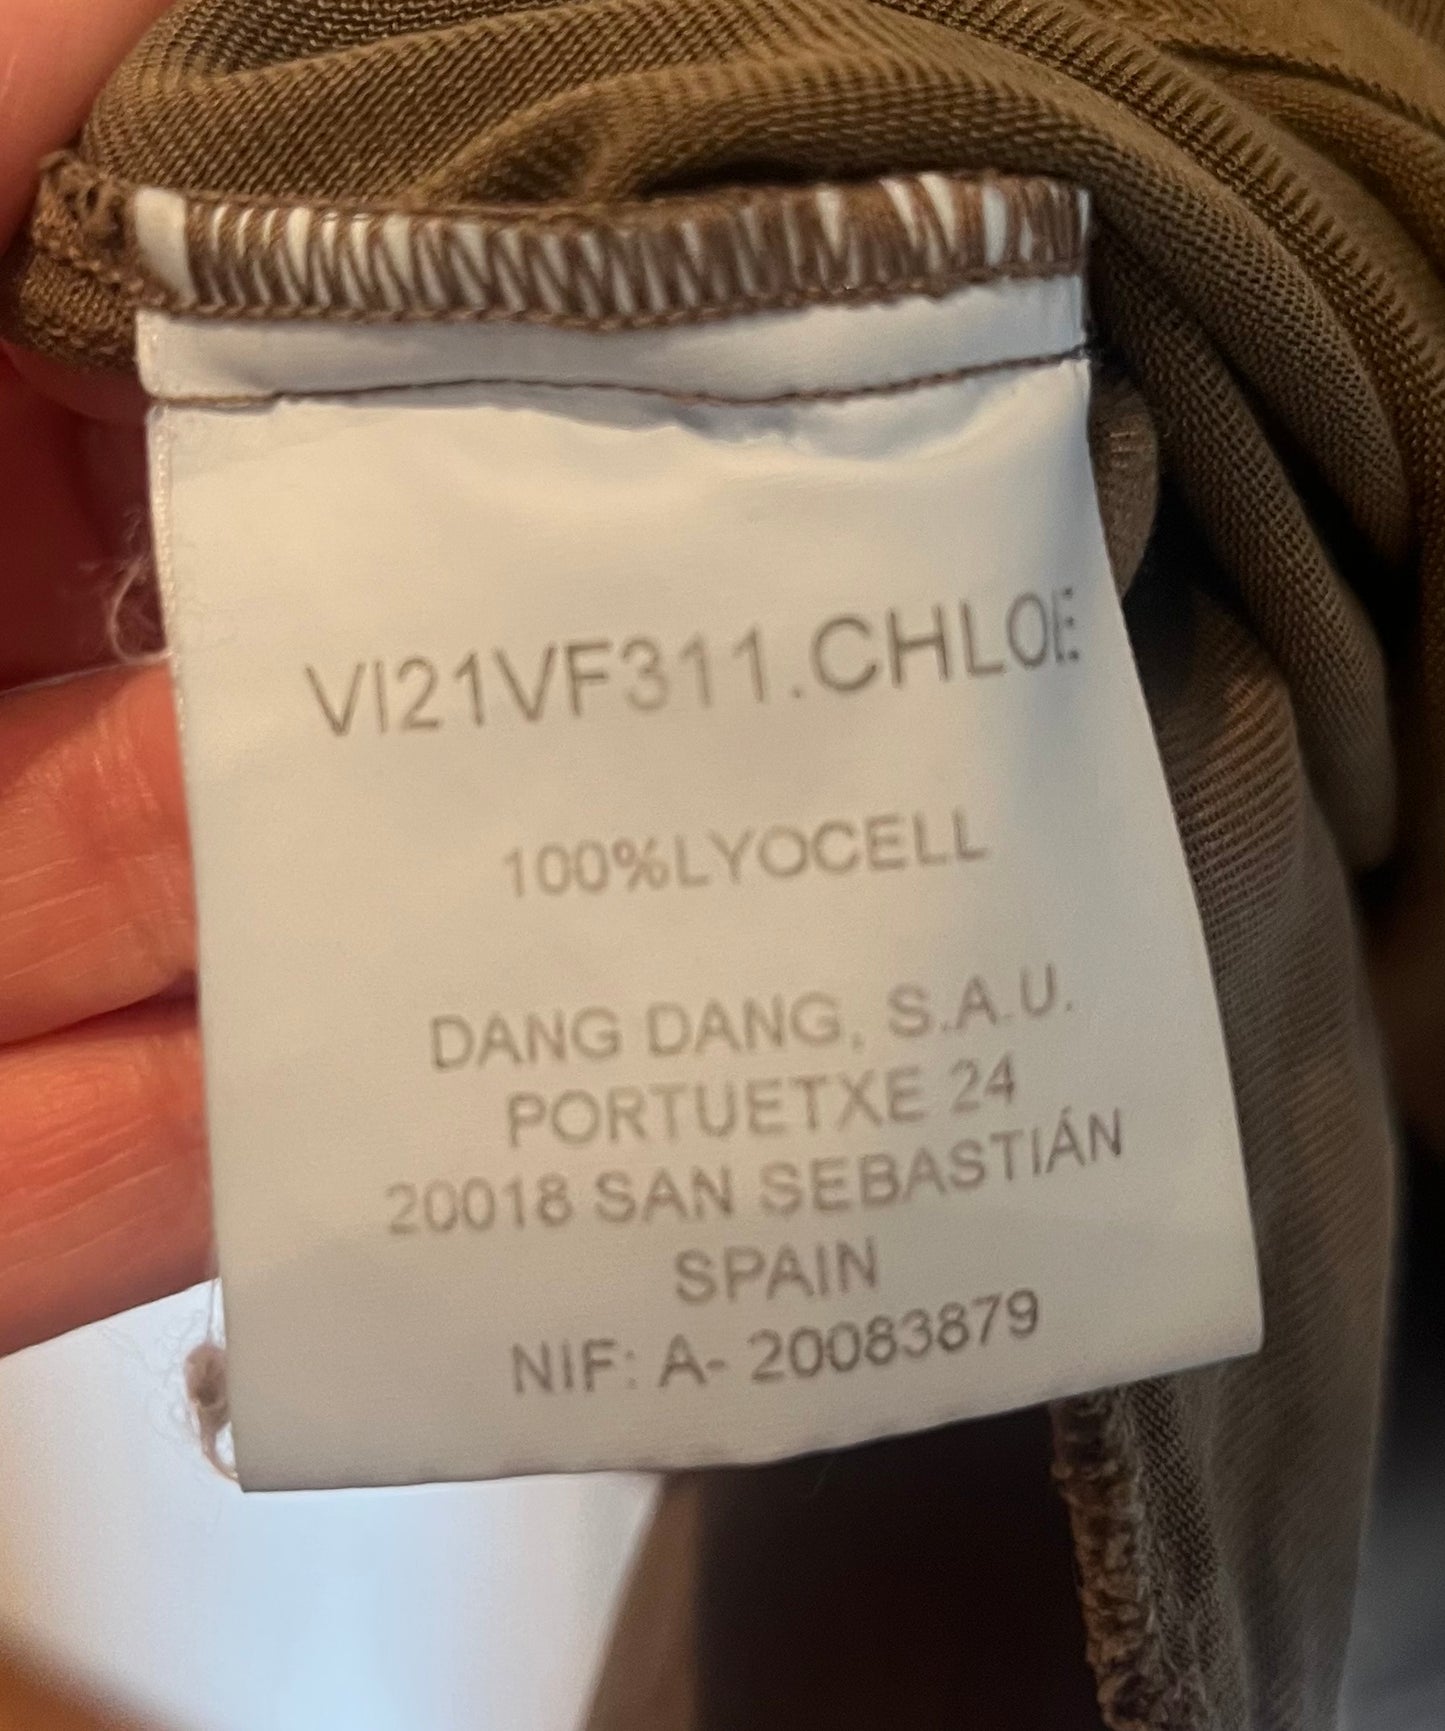 VI21VF311.CHLOE
100%LYOCELL
DANG DANG, S.A.U.
PORTUETXE 24
20018 SAN SEBASTIÁN
SPAIN
NIF: A- 20083879